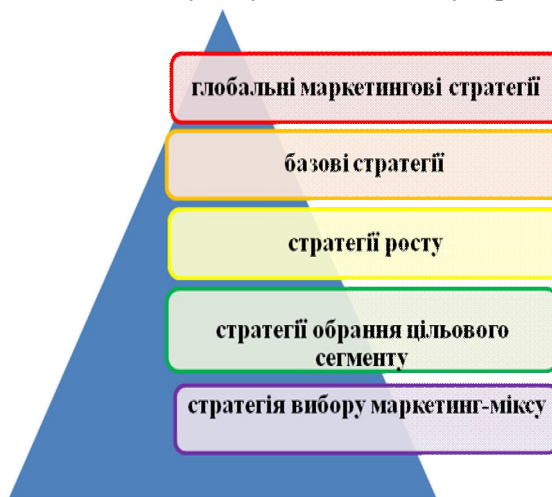 глобальні маркетингові стратегії
базові стратегії
стратегії росту
стратегії обрання цільового
сегменту
стратегія вибору маркетинг-міксу